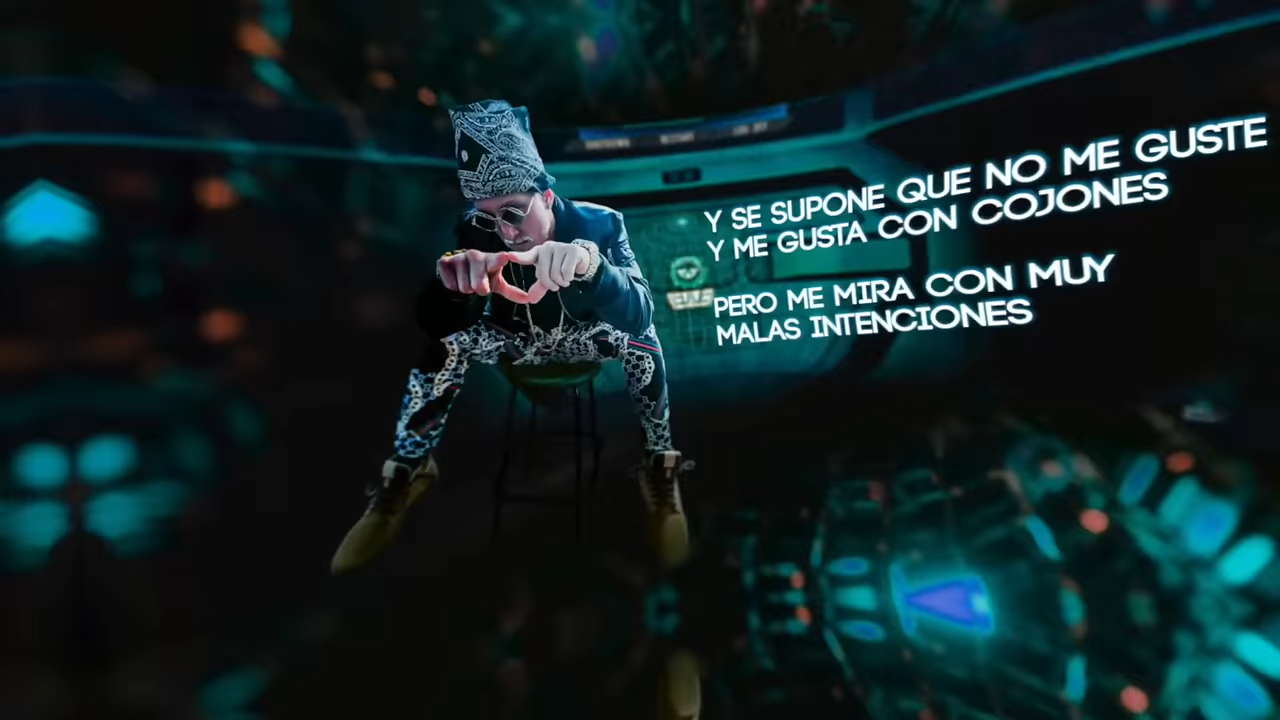 Y SE SUPONE QUE NO ME GUSTE
Y ME GUSTA CON COJONES
PERO ME MIRA CON MUY
MALAS INTENCIONES